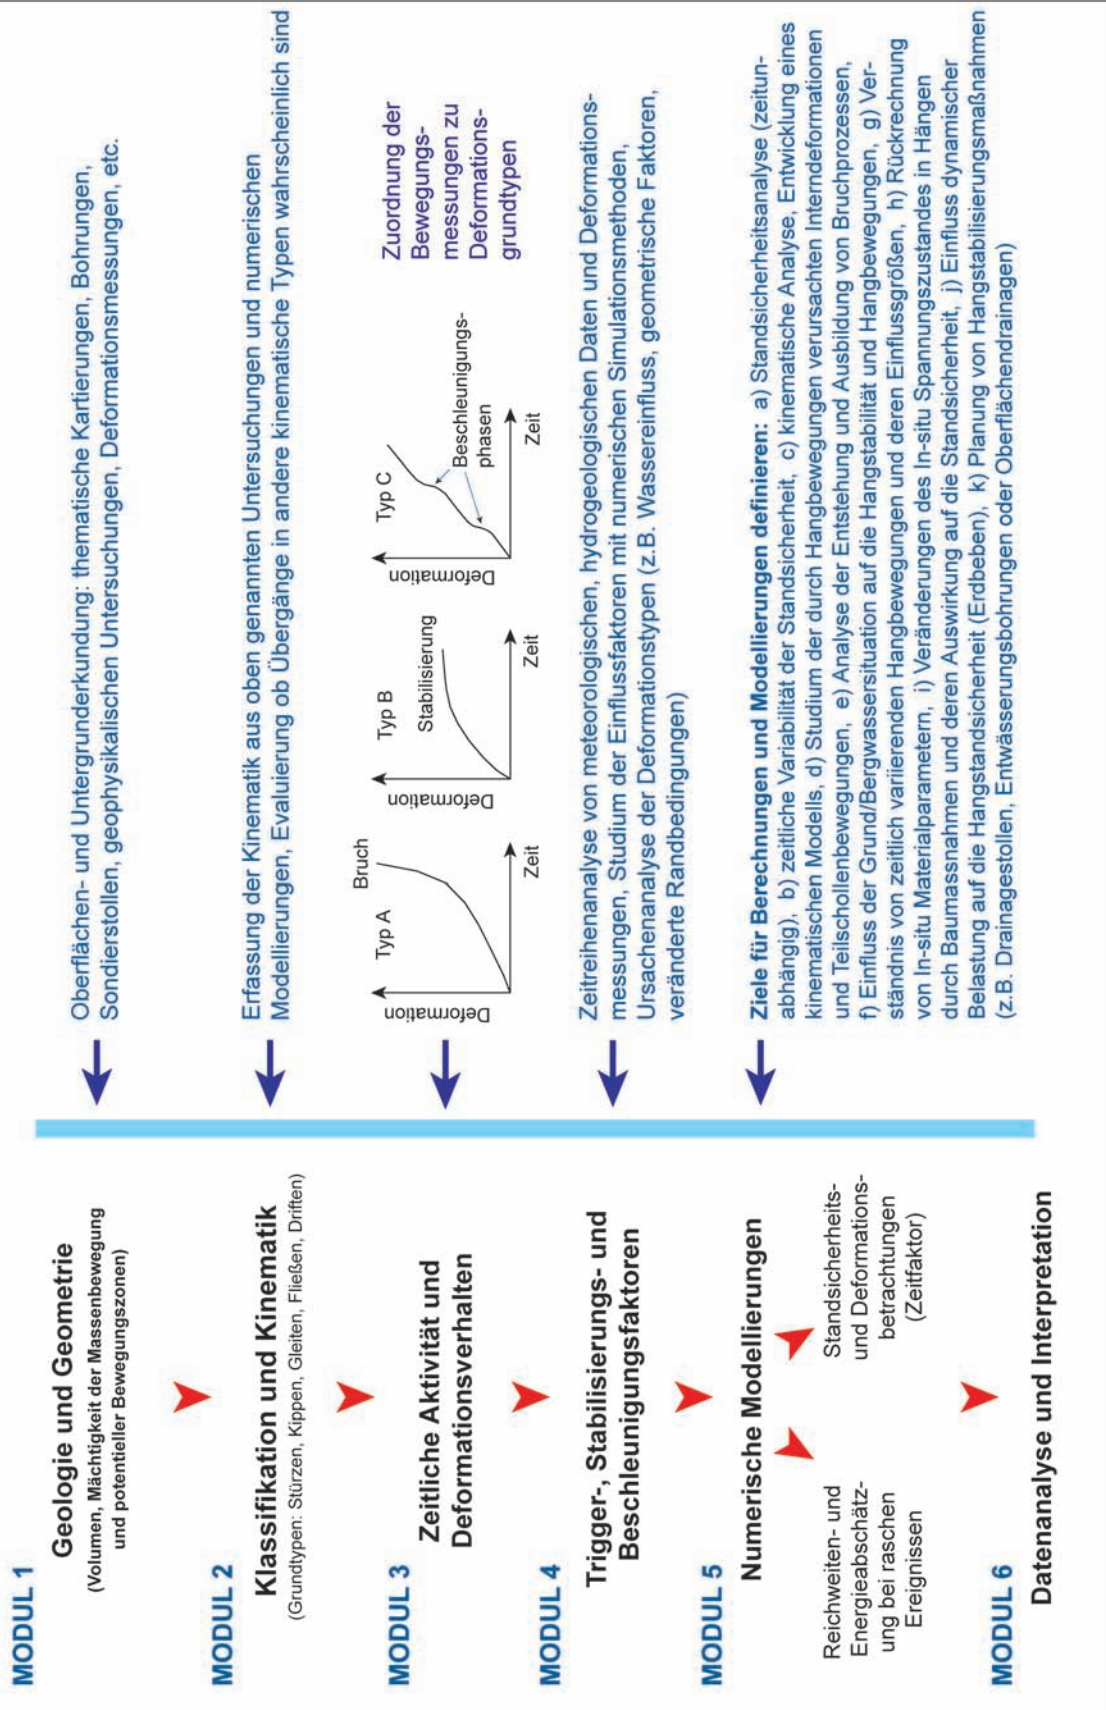 MODUL 1
Geologie und Geometrie
(Volumen, Mächtigkeit der Massenbewegung
und potentieller Bewegungszonen)
Oberflächen- und Untergrunderkundung: thematische Kartierungen, Bohrungen,
Sondierstollen, geophysikalischen Untersuchungen, Deformationsmessungen, etc.
MODUL 2
Klassifikation und Kinematik
(Grundtypen: Stürzen, Kippen, Gleiten, Fließen, Driften)
Erfassung der Kinematik aus oben genannten Untersuchungen und numerischen
Modellierungen, Evaluierung ob Übergänge in andere kinematische Typen wahrscheinlich sind
MODUL 3
Zeitliche Aktivität und
Deformationsverhalten
Deformation
Typ A
Bruch
Zeit
Deformation
Typ B
Stabilisierung
Zeit
Deformation
Typ C
Beschleunigungs-
phasen
Zeit
Zuordnung der
Bewegungs-
messungen zu
Deformations-
grundtypen
MODUL 4
Trigger-, Stabilisierungs- und
Beschleunigungsfaktoren
Zeitreihenanalyse von meteorologischen, hydrogeologischen Daten und Deformations-
messungen, Studium der Einflussfaktoren mit numerischen Simulationsmethoden,
Ursachenanalyse der Deformationstypen (z.B. Wassereinfluss, geometrische Faktoren,
veränderte Randbedingungen)
MODUL 5
Numerische Modellierungen
Reichweiten- und
Energieabschätz-
ung bei raschen
Ereignissen
Standsicherheits-
und Deformations-
betrachtungen
(Zeitfaktor)
Ziele für Berechnungen und Modellierungen definieren: a) Standsicherheitsanalyse (zeitun-
abhängig), b) zeitliche Variabilität der Standsicherheit, c) kinematische Analyse, Entwicklung eines
kinematischen Modells, d) Studium der durch Hangbewegungen verursachten Interndeformationen
und Teilschollenbewegungen, e) Analyse der Entstehung und Ausbildung von Bruchprozessen,
f) Einfluss der Grund/Bergwassersituation auf die Hangstabilität und Hangbewegungen, g) Ver-
ständnis von zeitlich variierenden Hangbewegungen und deren Einflussgrößen, h) Rückrechnung
von In-situ Materialparametern, i) Veränderungen des In-situ Spannungszustandes in Hängen
durch Baumassnahmen und deren Auswirkung auf die Standsicherheit, j) Einfluss dynamischer
Belastung auf die Hangstandsicherheit (Erdbeben), k) Planung von Hangstabilisierungsmaßnahmen
(z.B. Drainagestollen, Entwässerungsbohrungen oder Oberflächendrainagen)
MODUL 6
Datenanalyse und Interpretation